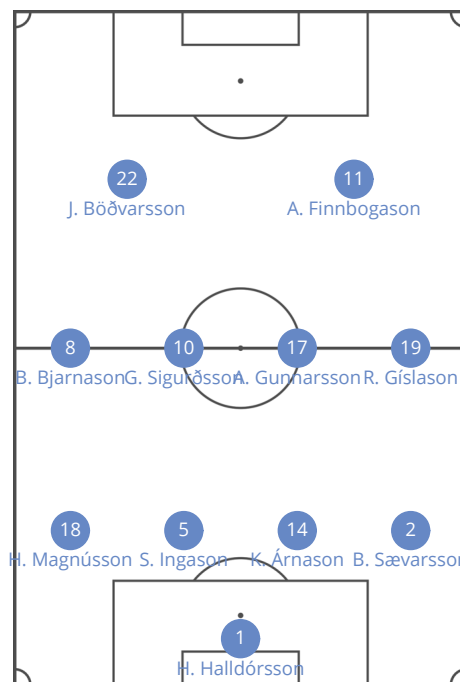 22
11
J. Böðvarsson
A. Finnbogason
8
10
17
19
B. Bjarnason
G. Sigurðsson
A. Gunnarsson
R. Gíslason
18
5
14
2
H. Magnússon
S. Ingason
K. Árnason
B. Sævarsson
1
H. Halldórsson